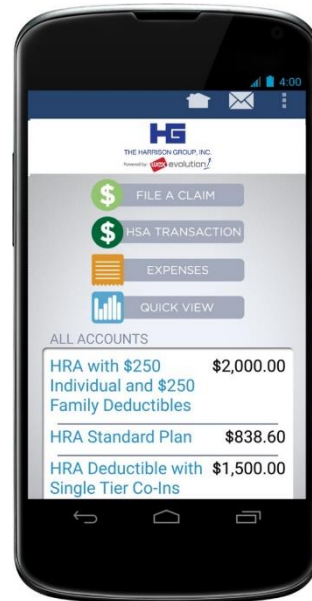 4:00
HG
THE HARRISON GROUP, INC.
Powered by wex evolution1
FILE A CLAIM
$ HSA TRANSACTION
EXPENSES
QUICK VIEW
ALL ACCOUNTS
HRA with $250 $2,000.00
Individual and $250
Family Deductibles
HRA Standard Plan $838.60
HRA Deductible with $1,500.00
Single Tier Co-Ins